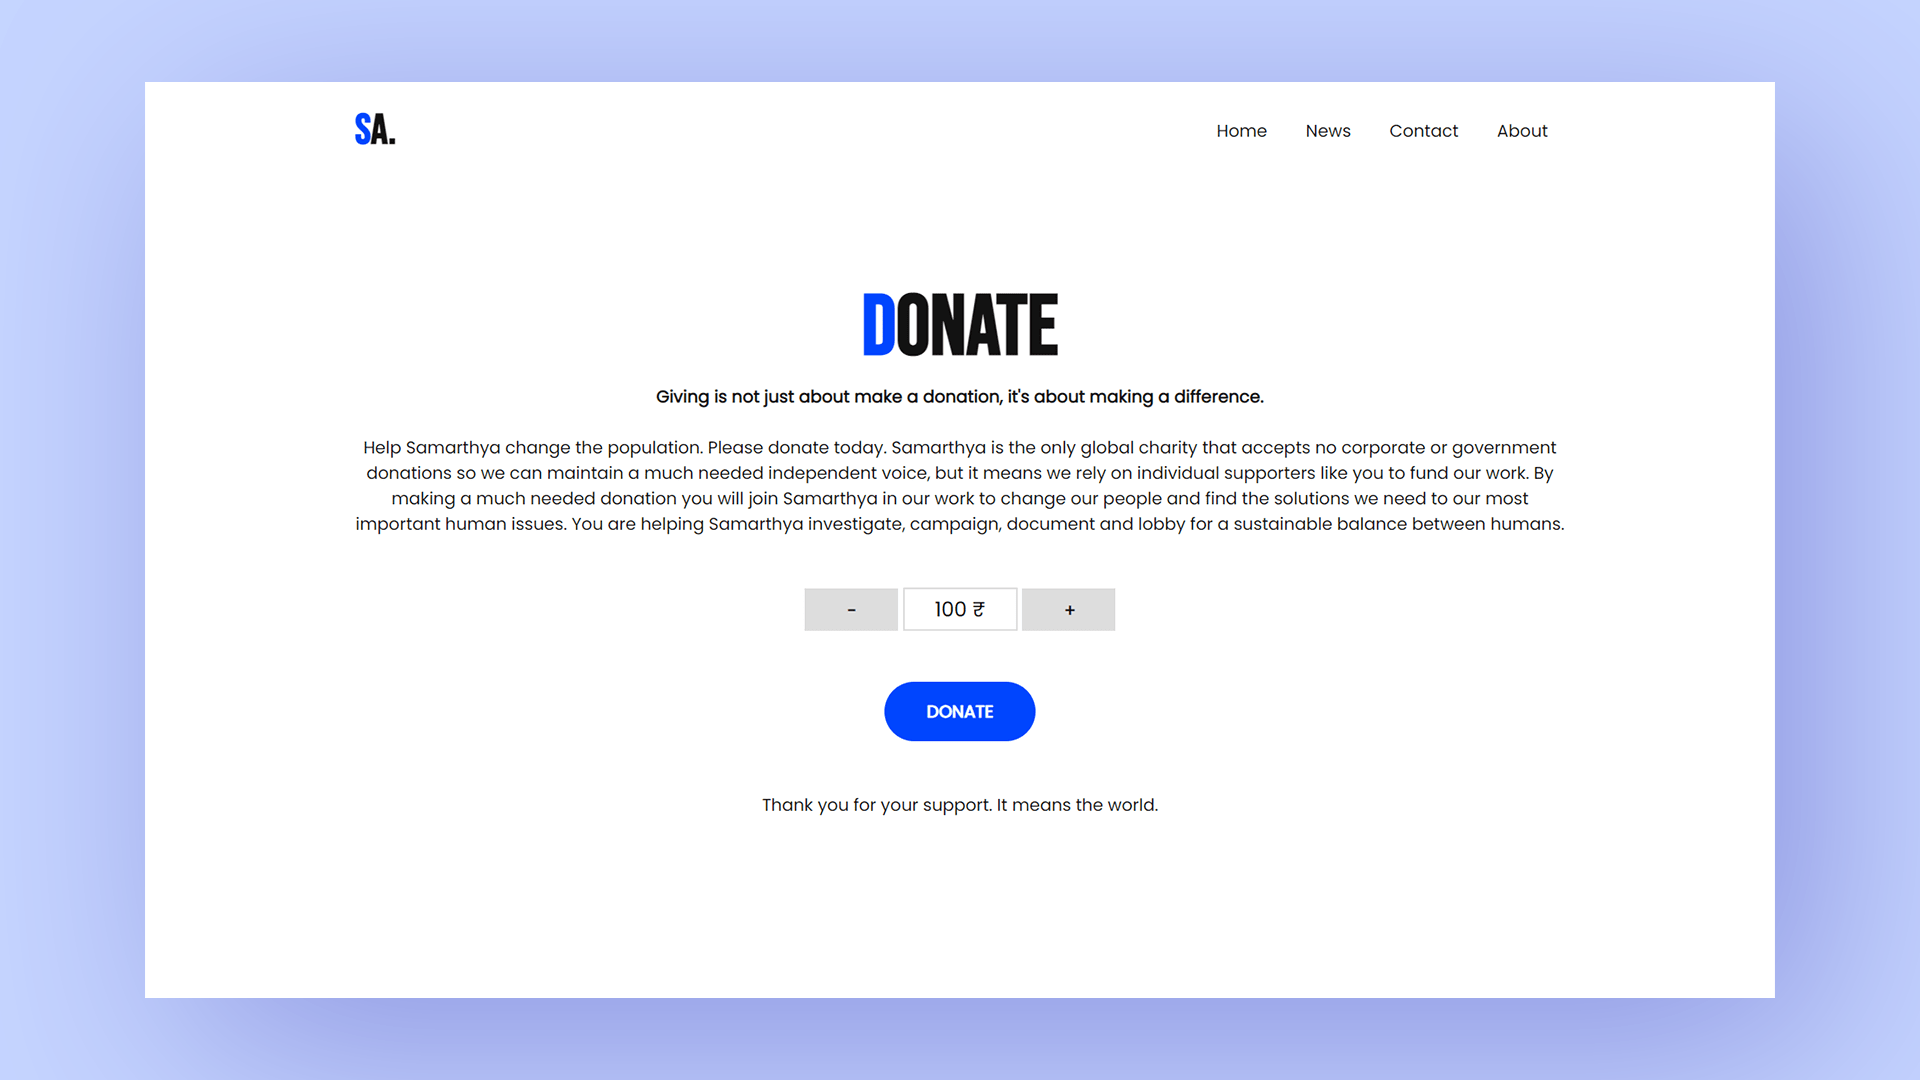 SA.
Home News Contact About
DONATE
Giving is not just about make a donation, it's about making a difference.
Help Samarthya change the population. Please donate today. Samarthya is the only global charity that accepts no corporate or government
donations so we can maintain a much needed independent voice, but it means we rely on individual supporters like you to fund our work. By
making a much needed donation you will join Samarthya in our work to change our people and find the solutions we need to our most
important human issues. You are helping Samarthya investigate, campaign, document and lobby for a sustainable balance between humans.
- 100 ₹ +
DONATE
Thank you for your support. It means the world.